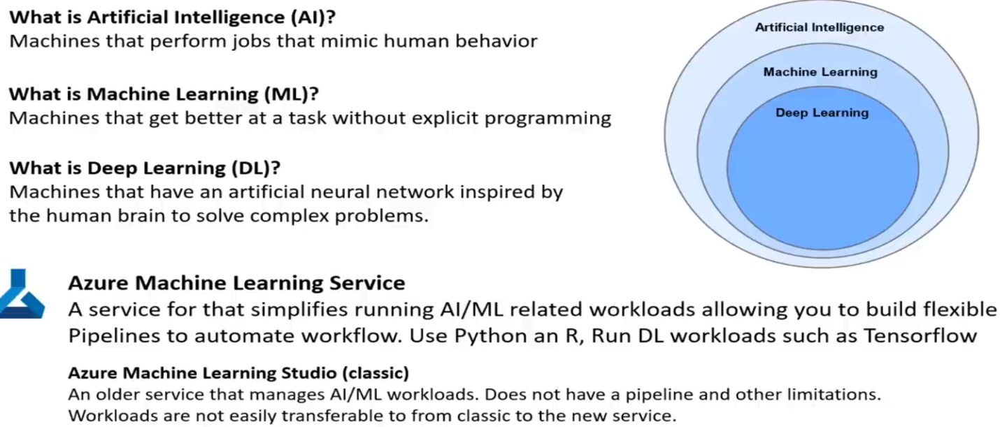 What is Artificial Intelligence (AI)?
Machines that perform jobs that mimic human behavior
What is Machine Learning (ML)?
Machines that get better at a task without explicit programming
What is Deep Learning (DL)?
Machines that have an artificial neural network inspired by
the human brain to solve complex problems.
Artificial Intelligence
Machine Learning
Deep Learning
Azure Machine Learning Service
A service for that simplifies running AI/ML related workloads allowing you to build flexible
Pipelines to automate workflow. Use Python an R, Run DL workloads such as Tensorflow
Azure Machine Learning Studio (classic)
An older service that manages AI/ML workloads. Does not have a pipeline and other limitations.
Workloads are not easily transferable to from classic to the new service.